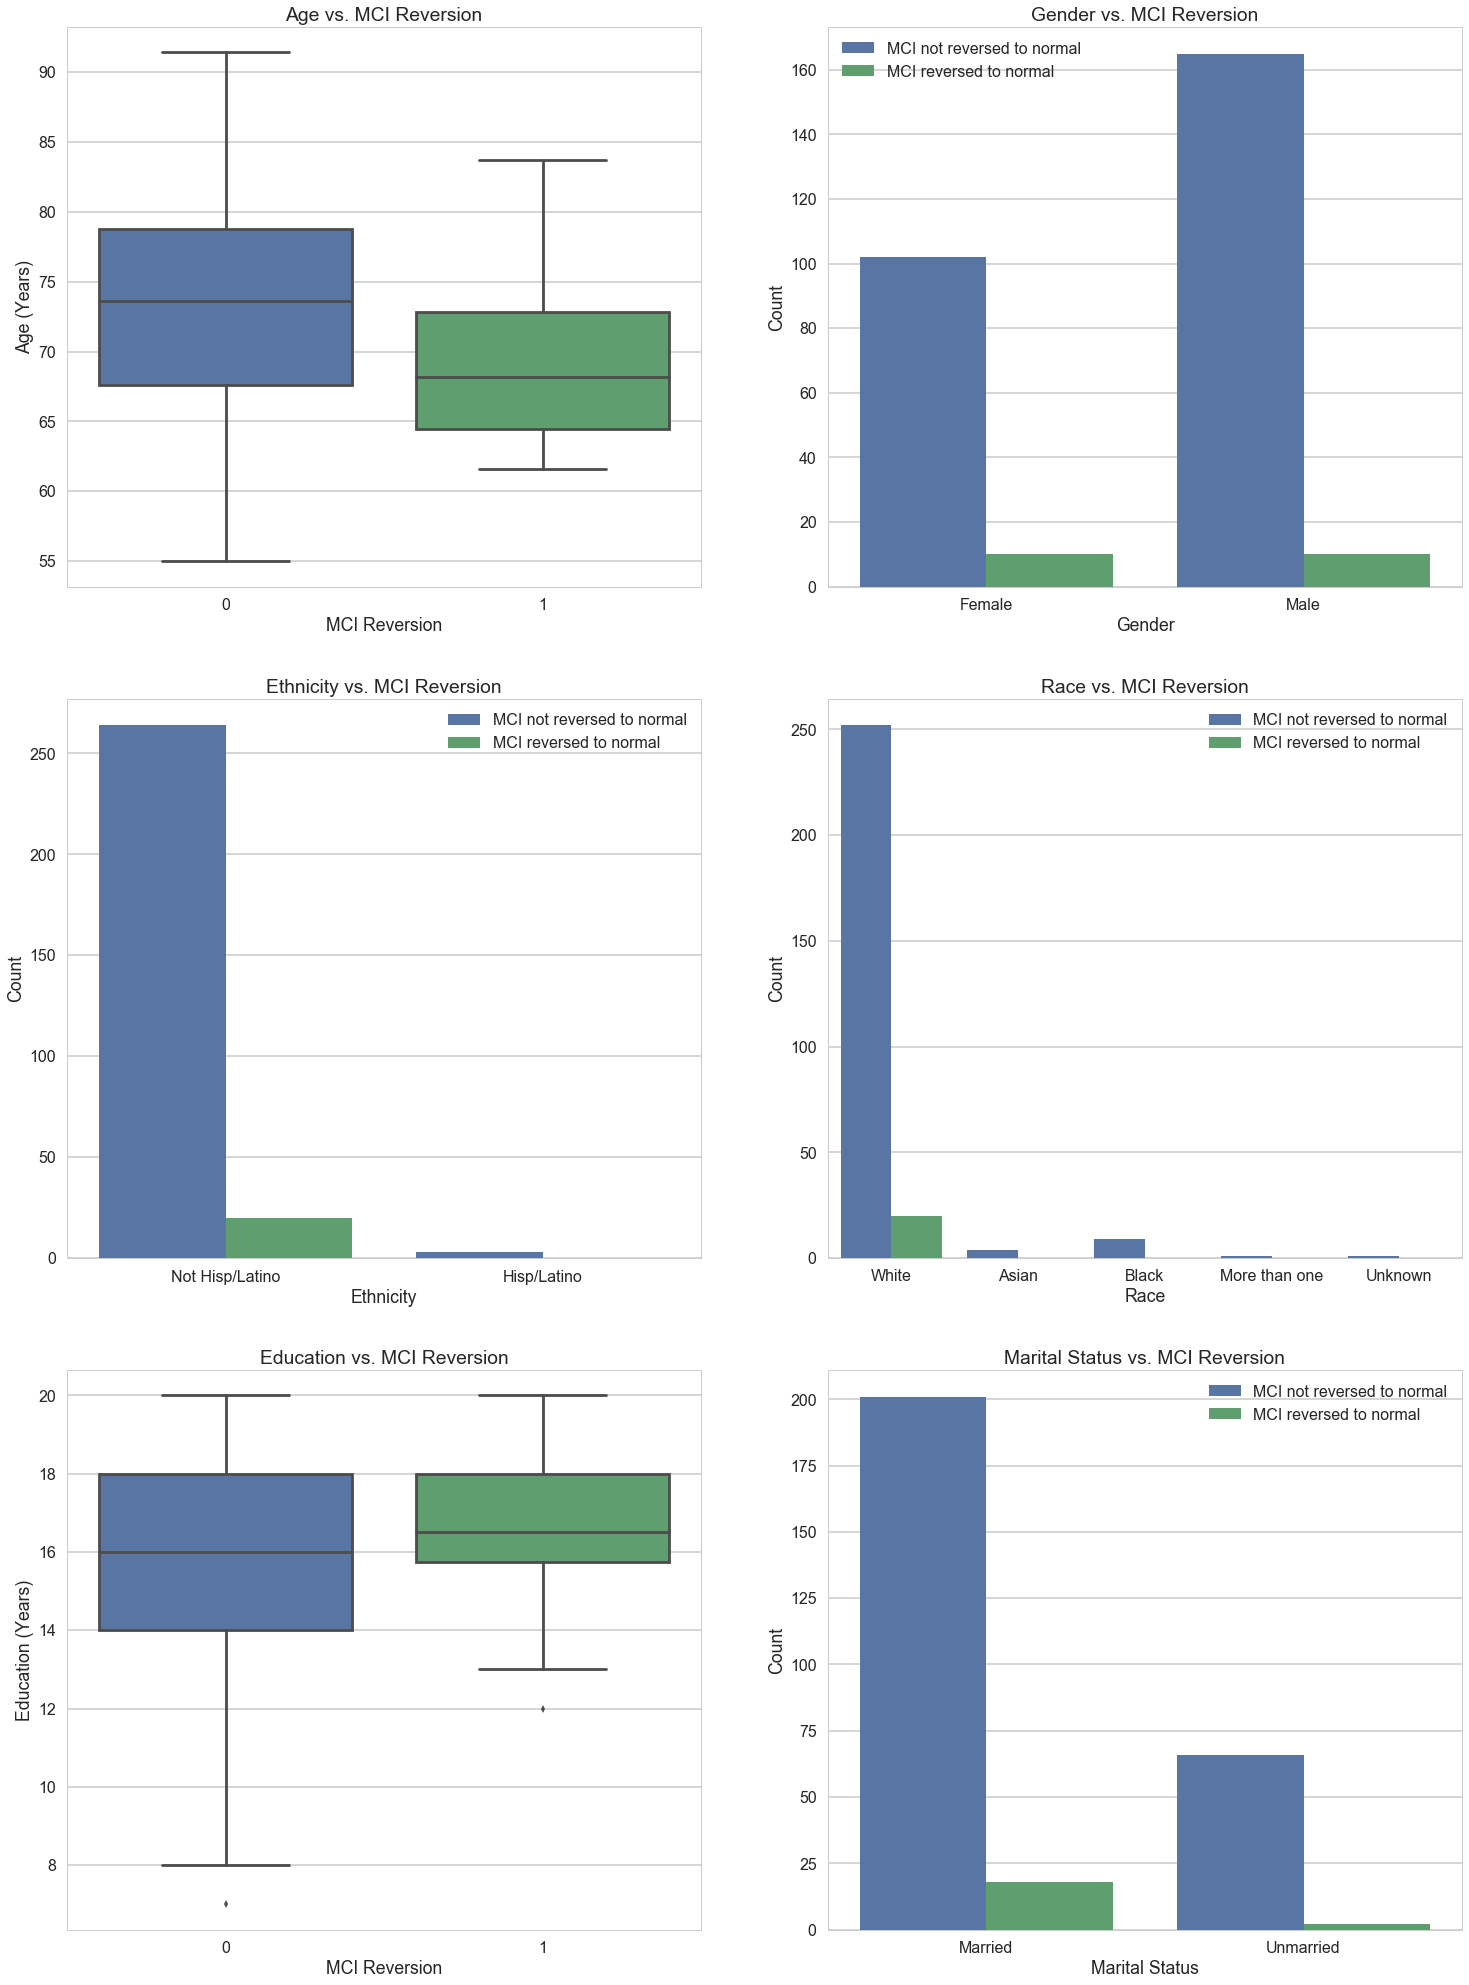 Age vs. MCI Reversion
90
85
80
75
70
65
60
55
Age (Years)
0 1
MCI Reversion
Gender vs. MCI Reversion
MCI not reversed to normal
MCI reversed to normal
160
140
120
100
80
60
40
20
0
Count
Female Male
Gender
Ethnicity vs. MCI Reversion
MCI not reversed to normal
MCI reversed to normal
250
200
150
100
50
0
Count
Not Hisp/Latino Hisp/Latino
Ethnicity
Race vs. MCI Reversion
MCI not reversed to normal
MCI reversed to normal
250
200
150
100
50
0
Count
White Asian Black More than one Unknown
Race
Education vs. MCI Reversion
20
18
16
14
12
10
8
Education (Years)
0 1
MCI Reversion
Marital Status vs. MCI Reversion
MCI not reversed to normal
MCI reversed to normal
200
175
150
125
100
75
50
25
0
Count
Married Unmarried
Marital Status